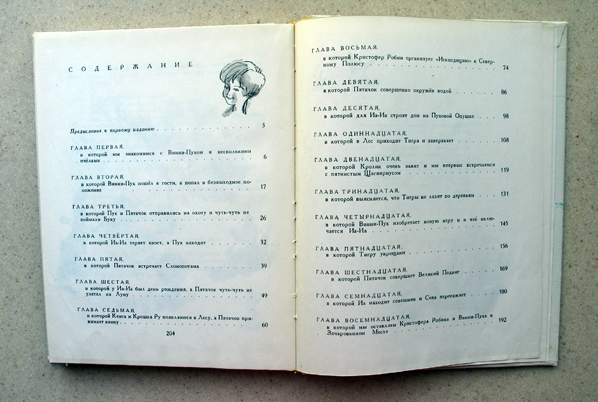 СОДЕРЖАНИЕ
Предисловие к первому изданию 5
ГЛАВА ПЕРВАЯ,
в которой мы знакомимся с Винни-Пухом и несколькими
пчёлами 6
ГЛАВА ВТОРАЯ,
в которой Винни-Пух пошёл в гости, а попал в безвыходное по-
ложение 17
ГЛАВА ТРЕТЬЯ,
в которой Пух и Пятачок отправились на охоту и чуть-чуть не
поймали Буку 26
ГЛАВА ЧЕТВЁРТАЯ,
в которой Иа-Иа теряет хвост, а Пух находит 32
ГЛАВА ПЯТАЯ,
в которой Пятачок встречает Слонопотама 39
ГЛАВА ШЕСТАЯ,
в которой у Иа-Иа был день рождения, а Пятачок чуть-чуть не
улетел на Луну 49
ГЛАВА СЕДЬМАЯ,
в которой Кенга и Крошка Ру появляются в Лесу, а Пятачок при-
нимает ванну 60
204
ГЛАВА ВОСЬМАЯ,
в которой Кристофер Робин организует «Искпедицию» к Север-
ному Полюсу 74
ГЛАВА ДЕВЯТАЯ,
в которой Пятачок совершенно окружён водой 86
ГЛАВА ДЕСЯТАЯ,
в которой для Иа-Иа строят дом на Пуховой Опушке 98
ГЛАВА ОДИННАДЦАТАЯ,
в которой в Лес приходит Тигра и завтракает 108
ГЛАВА ДВЕНАДЦАТАЯ,
в которой Кролик очень занят и мы впервые встречаемся
с пятнистым Щасвирнусом 119
ГЛАВА ТРИНАДЦАТАЯ,
в которой выясняется, что Тигры не лазят по деревьям 131
ГЛАВА ЧЕТЫРНАДЦАТАЯ,
в которой Винни-Пух изобретает новую игру и в неё вклю-
чается Иа-Иа 145
ГЛАВА ПЯТНАДЦАТАЯ,
в которой Тигру укрощают 156
ГЛАВА ШЕСТНАДЦАТАЯ,
в которой Пятачок совершает Великий Подвиг 169
ГЛАВА СЕМНАДЦАТАЯ,
в которой Иа находит совешник и Сова переезжает 180
ГЛАВА ВОСЕМНАДЦАТАЯ,
в которой мы оставляем Кристофера Робина и Винни-Пуха в
Зачарованном Месте 192